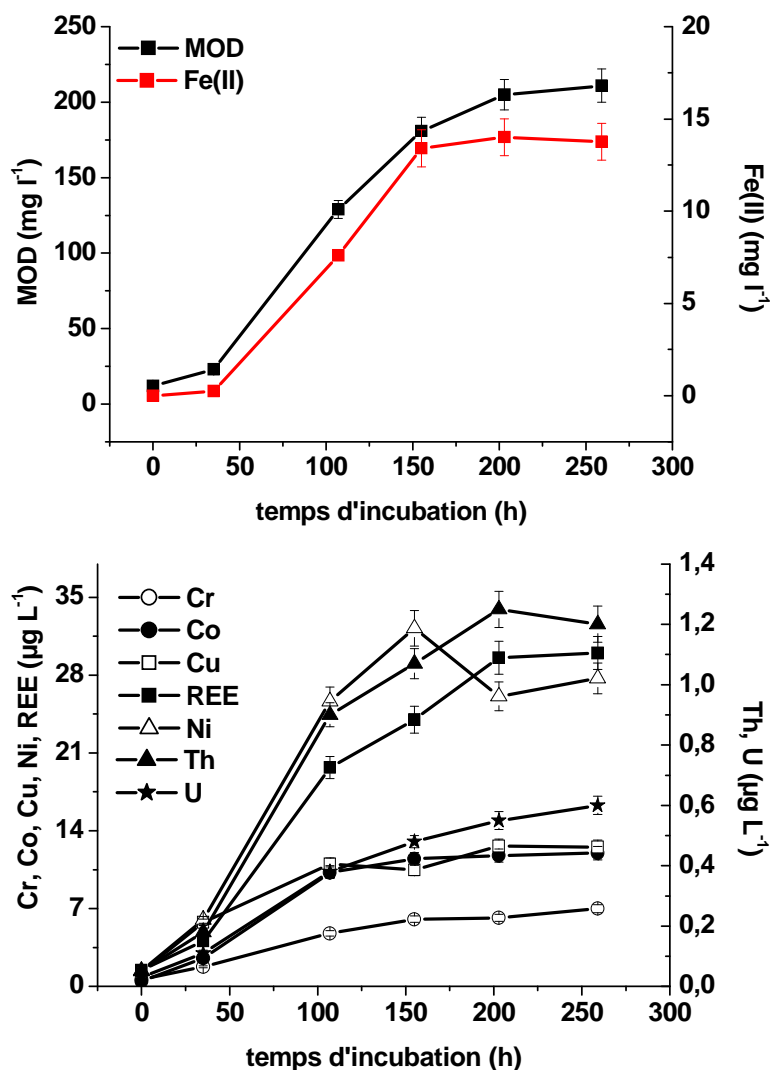 MOD
Fe(II)
MOD (mg l-1)
250
200
150
100
50
0
Fe(II) (mg l-1)
20
15
10
5
0
0 50 100 150 200 250 300
temps d'incubation (h)
Cr
Co
Cu
REE
Ni
Th
U
Cr, Co, Cu, Ni, REE (µg L-1)
35
28
21
14
7
0
Th, U (µg L-1)
1,4
1,2
1,0
0,8
0,6
0,4
0,2
0,0
0 50 100 150 200 250 300
temps d'incubation (h)